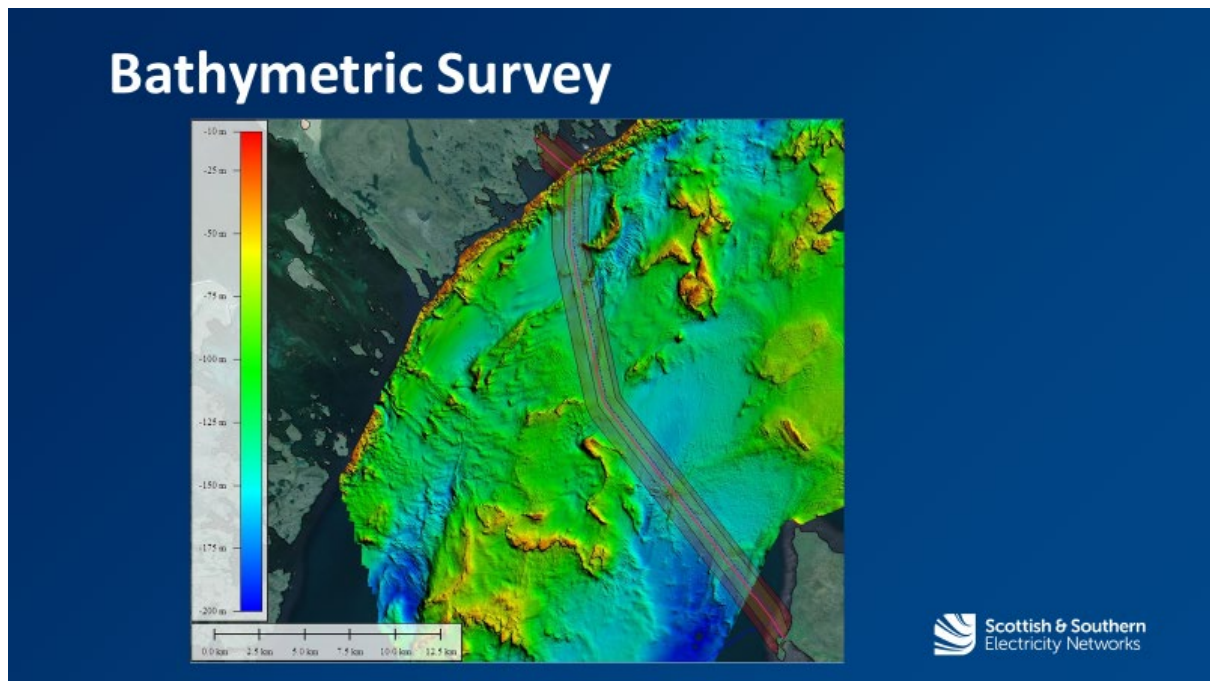 Bathymetric Survey
-10 m
-25 m
-50 m
-75 m
-100 m
-125 m
-150 m
-175 m
-200 m
0.0 km 2.5 km 5.0 km 7.5 km 10.0 km 12.5 km
Scottish & Southern
Electricity Networks